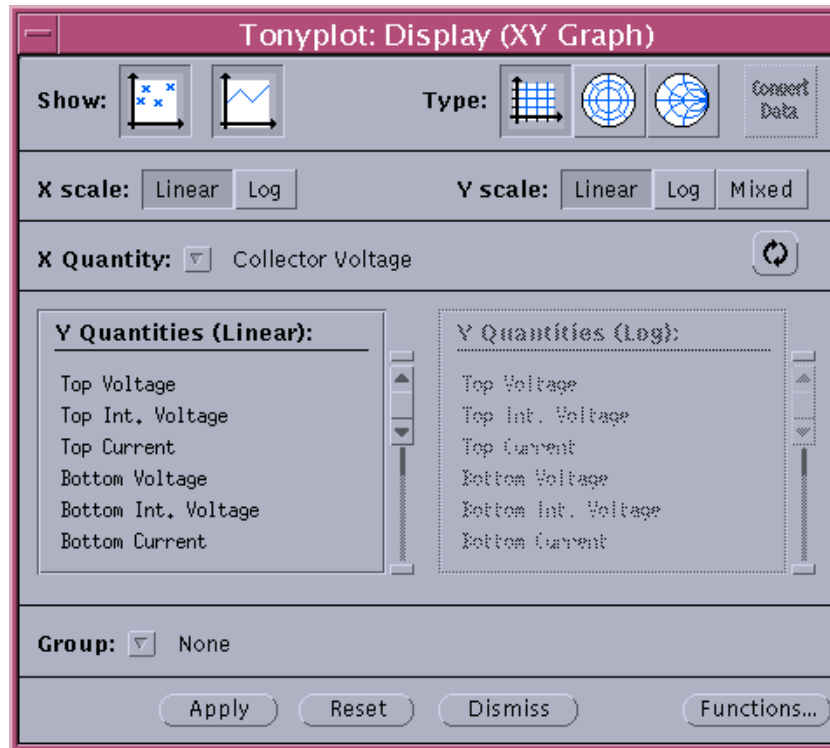 Tonyplot: Display (XY Graph)
Show: Type: Convert
Data
X scale: Linear Log Y scale: Linear Log Mixed
X Quantity: Collector Voltage
Y Quantities (Linear): Y Quantities (Log):
Top Voltage Top Voltage
Top Int. Voltage Top Int. Voltage
Top Current Top Current
Bottom Voltage Bottom Voltage
Bottom Int. Voltage Bottom Int. Voltage
Bottom Current Bottom Current
Group: None
Apply Reset Dismiss Functions...